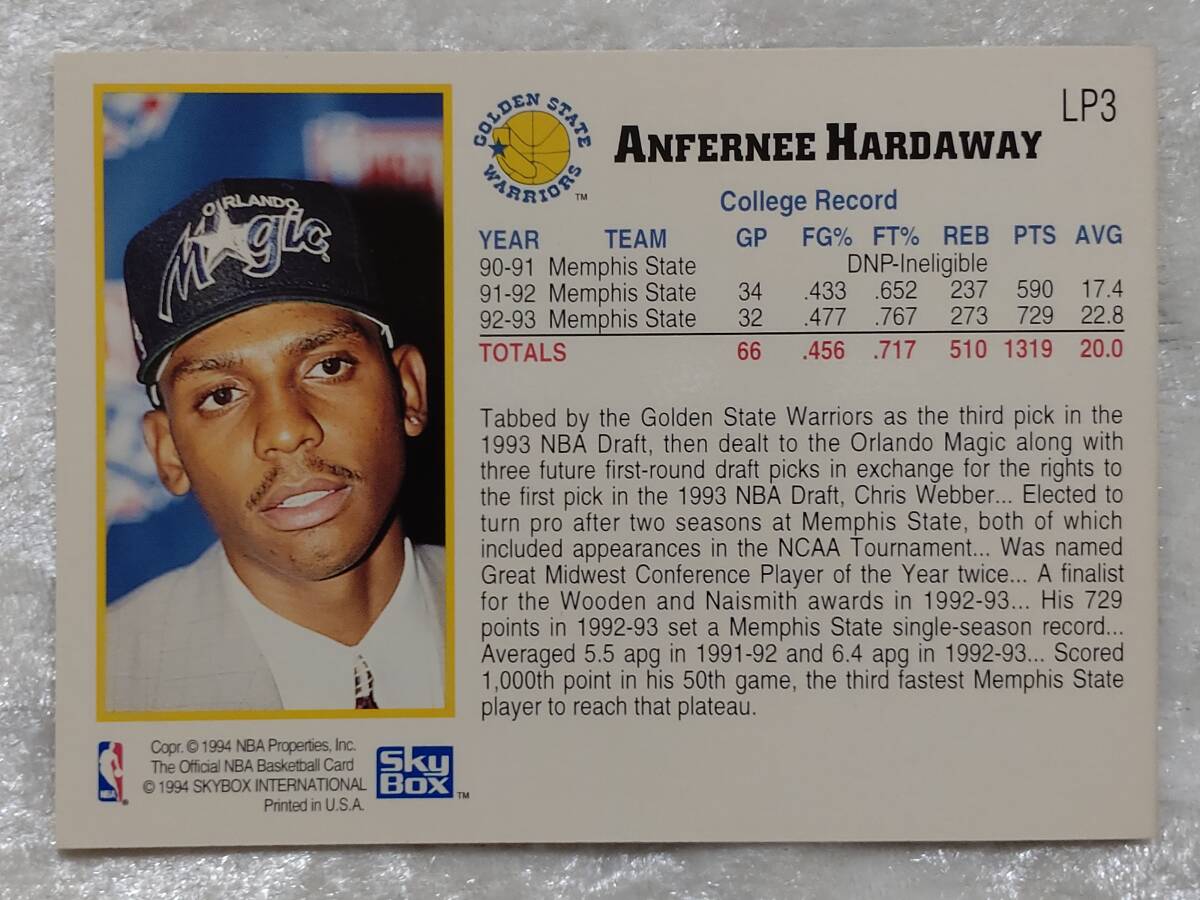 LP3
GOLDEN STATE
WARRIORS
TM
ANFERNEE HARDAWAY
College Record
YEAR TEAM GP FG% FT% REB PTS AVG
90-91 Memphis State DNP-Ineligible
91-92 Memphis State 34 .433 .652 237 590 17.4
92-93 Memphis State 32 .477 .767 273 729 22.8
TOTALS 66 .456 .717 510 1319 20.0
Tabbed by the Golden State Warriors as the third pick in the
1993 NBA Draft, then dealt to the Orlando Magic along with
three future first-round draft picks in exchange for the rights to
the first pick in the 1993 NBA Draft, Chris Webber... Elected to
turn pro after two seasons at Memphis State, both of which
included appearances in the NCAA Tournament... Was named
Great Midwest Conference Player of the Year twice... A finalist
for the Wooden and Naismith awards in 1992-93... His 729
points in 1992-93 set a Memphis State single-season record...
Averaged 5.5 apg in 1991-92 and 6.4 apg in 1992-93... Scored
1,000th point in his 50th game, the third fastest Memphis State
player to reach that plateau.
ORLANDO
Magic
NBA
®
Copr. © 1994 NBA Properties, Inc.
The Official NBA Basketball Card
© 1994 SKYBOX INTERNATIONAL
Printed in U.S.A.
Sky
Box
TM